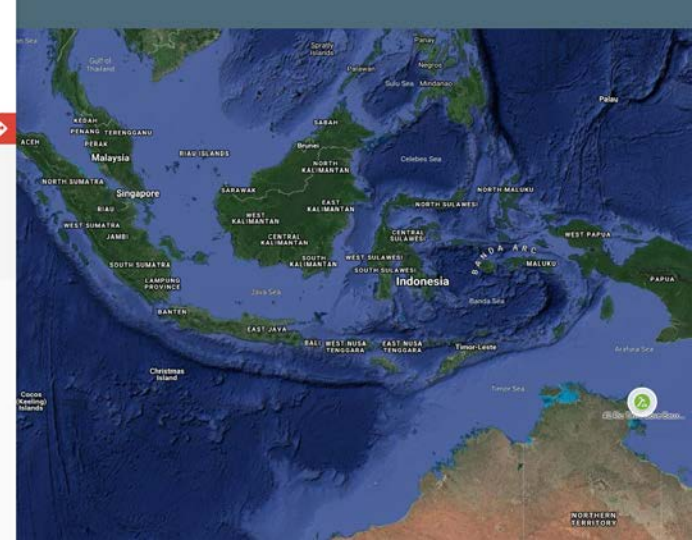 Spratly
Islands
Panay
Gulf of
Thailand
Palawan
Negros
Sulu Sea
Mindanao
Palau
KEDAH
PENANG
TERENGGANU
SABAH
ACEH
PERAK
Malaysia
RIAU ISLANDS
Brunei
Celebes Sea
NORTH
KALIMANTAN
NORTH SUMATRA
Singapore
SARAWAK
NORTH MALUKU
RIAU
EAST
KALIMANTAN
NORTH SULAWESI
WEST
KALIMANTAN
WEST SUMATRA
JAMBI
CENTRAL
KALIMANTAN
CENTRAL
SULAWESI
BANDA ARC
WEST PAPUA
SOUTH SUMATRA
SOUTH
KALIMANTAN
WEST SULAWESI
SOUTH SULAWESI
MALUKU
LAMPUNG
PROVINCE
Indonesia
PAPUA
Java Sea
Banda Sea
BANTEN
EAST JAVA
BALI
WEST NUSA
TENGGARA
EAST NUSA
TENGGARA
Timor-Leste
Arafura Sea
Christmas
Island
Timor Sea
Cocos
(Keeling)
Islands
NORTHERN
TERRITORY